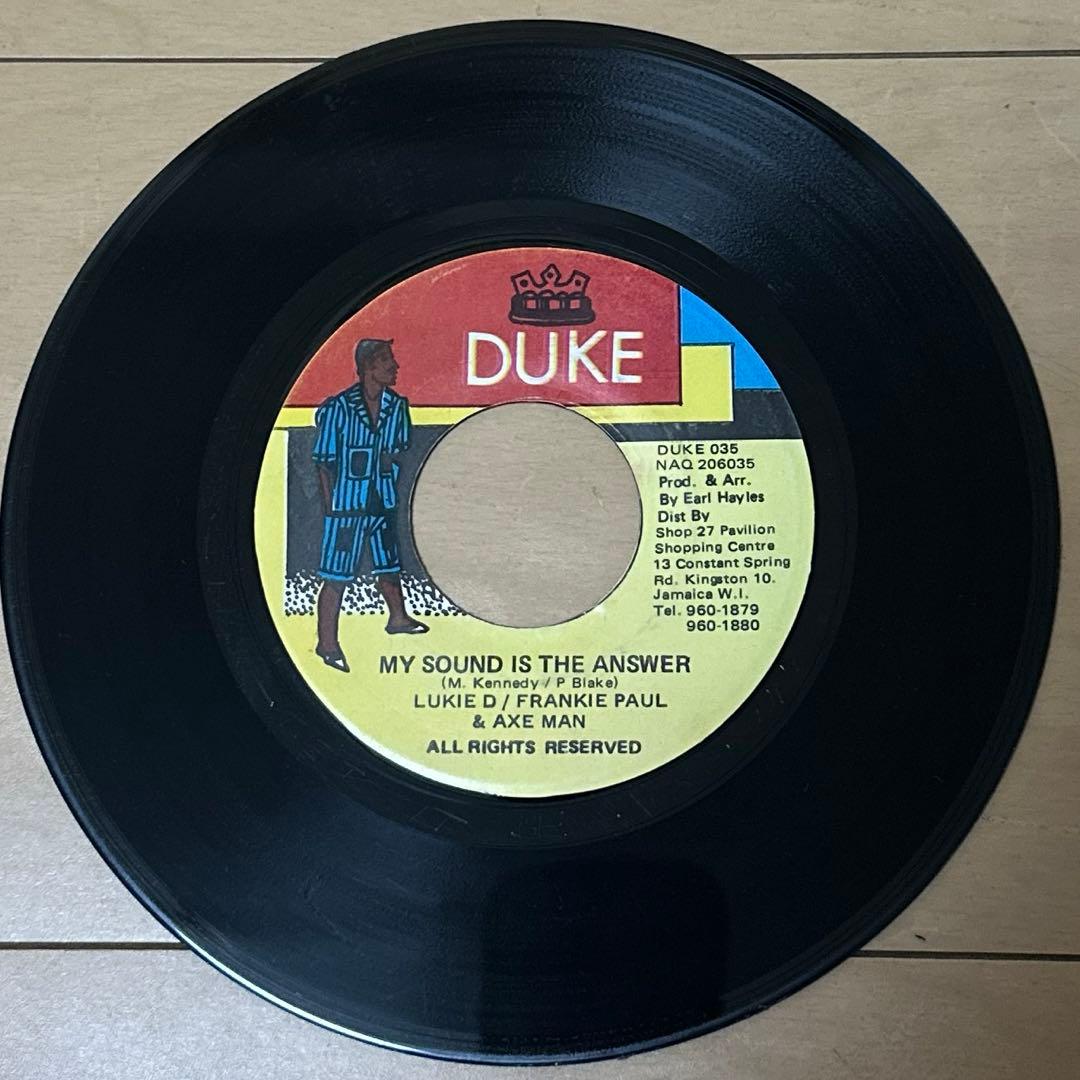 DUKE
DUKE 035
NAQ 206035
Prod. & Arr.
By Earl Hayles
Dist By
Shop 27 Pavilion
Shopping Centre
13 Constant Spring
Rd. Kingston 10.
Jamaica W.I.
Tel. 960-1879
960-1880
MY SOUND IS THE ANSWER
(M. Kennedy / P Blake)
LUKIE D / FRANKIE PAUL
& AXE MAN
ALL RIGHTS RESERVED